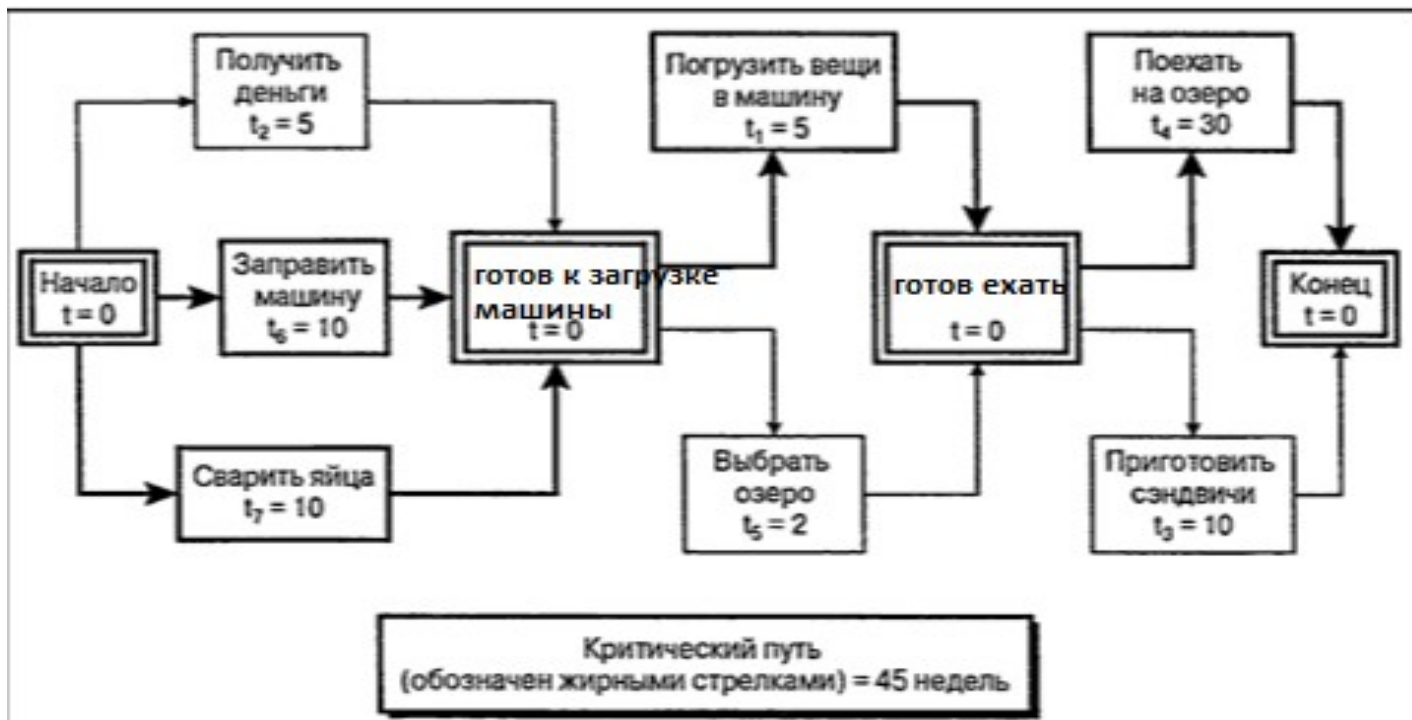 Получить
деньги
t₂ = 5
Погрузить вещи
в машину
t₁ = 5
Поехать
на озеро
t₄ = 30
Начало
t = 0
Заправить
машину
t₆ = 10
готов к загрузке
машины
t = 0
готов ехать
t = 0
Конец
t = 0
Сварить яйца
t₇ = 10
Выбрать
озеро
t₅ = 2
Приготовить
сэндвичи
t₃ = 10
Критический путь
(обозначен жирными стрелками) = 45 недель